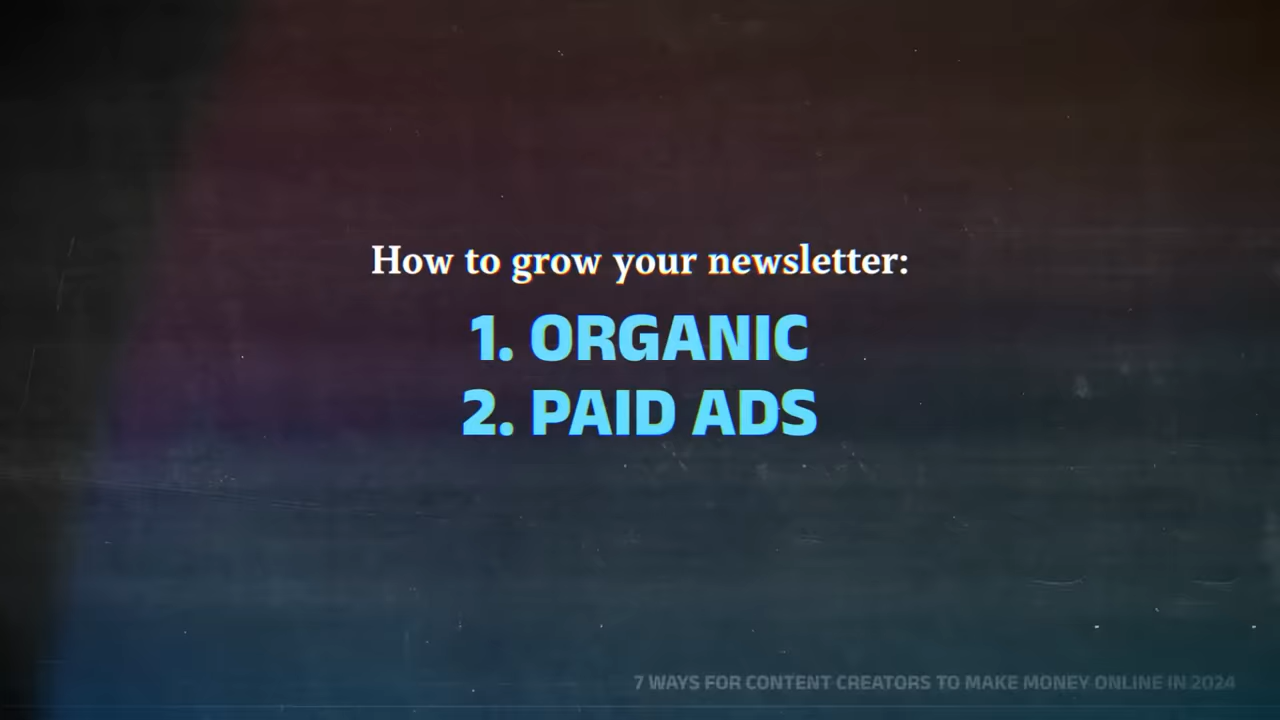 How to grow your newsletter:
1. ORGANIC
2. PAID ADS
7 WAYS FOR CONTENT CREATORS TO MAKE MONEY ONLINE IN 2024